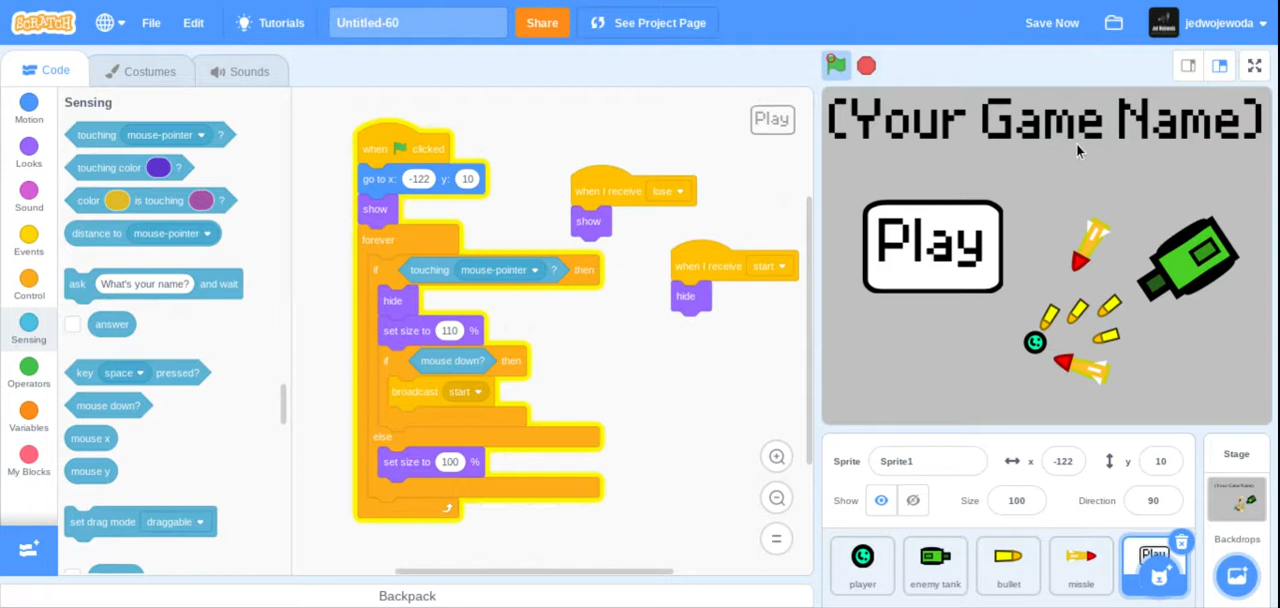 SCRATCH File Edit Tutorials Untitled-60 Share See Project Page Save Now jedwojewoda
Code Costumes Sounds
Motion
Looks
Sound
Events
Control
Sensing
Operators
Variables
My Blocks
Sensing
touching mouse-pointer ?
touching color ?
color is touching ?
distance to mouse-pointer
ask What's your name? and wait
answer
key space pressed?
mouse down?
mouse x
mouse y
set drag mode draggable
when clicked
go to x: -122 y: 10
show
forever
if touching mouse-pointer ? then
hide
set size to 110 %
if mouse down? then
broadcast start
else
set size to 100 %
when I receive lose
show
when I receive start
hide
Play
Backpack
(Your Game Name)
Play
Sprite Sprite1 x -122 y 10
Show Size 100 Direction 90
player enemy tank bullet missle Play
Stage
Backdrops